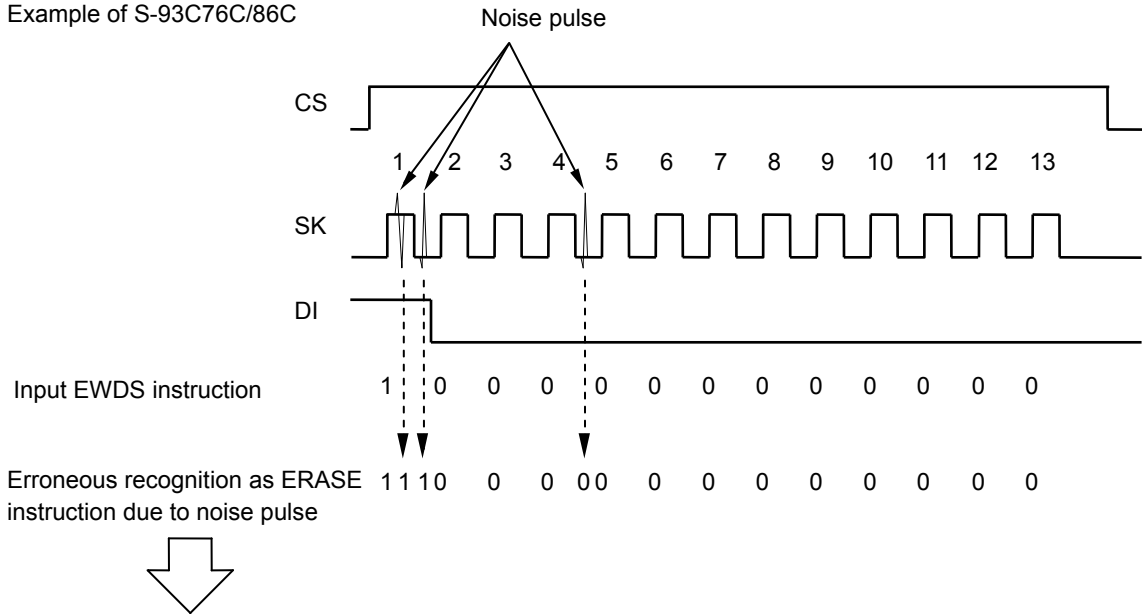 Example of S-93C76C/86C
Noise pulse
CS
1 2 3 4 5 6 7 8 9 10 11 12 13
SK
DI
Input EWDS instruction 1 0 0 0 0 0 0 0 0 0 0 0 0
Erroneous recognition as ERASE 1 1 1 0 0 0 0 0 0 0 0 0 0 0 0 0
instruction due to noise pulse